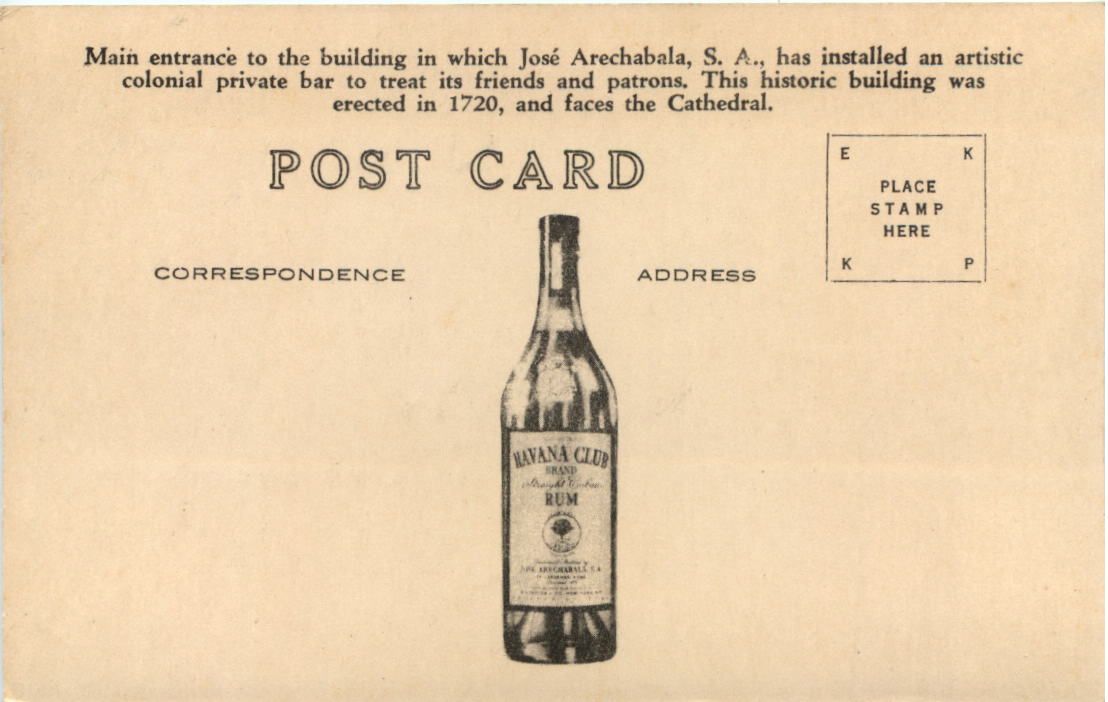 Main entrance to the building in which José Arechabala, S. A., has installed an artistic
colonial private bar to treat its friends and patrons. This historic building was
erected in 1720, and faces the Cathedral.
POST CARD
E K
PLACE
STAMP
HERE
K P
CORRESPONDENCE
ADDRESS
HAVANA CLUB
BRAND
Straight Cuban
RUM
JOSE ARECHABALA, S.A.